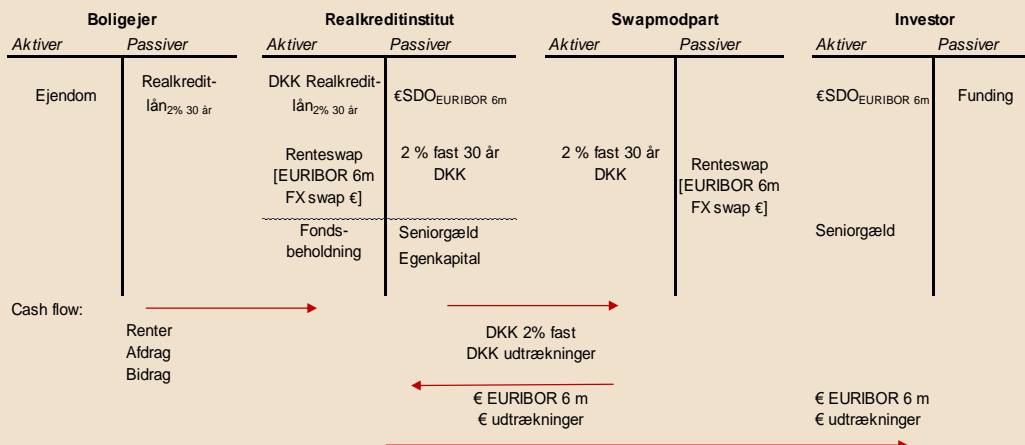 Boligejer
Aktiver Passiver
Ejendom
Realkredit-
lån2% 30 år
Realkreditinstitut
Aktiver Passiver
DKK Realkredit-
lån2% 30 år
€SDOEURIBOR 6m
Renteswap
[EURIBOR 6m
FX swap €]
2 % fast 30 år
DKK
Fonds-
beholdning
Seniorgæld
Egenkapital
Swapmodpart
Aktiver Passiver
2 % fast 30 år
DKK
Renteswap
[EURIBOR 6m
FX swap €]
Investor
Aktiver Passiver
€SDOEURIBOR 6m
Funding
Seniorgæld
Cash flow:
Renter
Afdrag
Bidrag
DKK 2% fast
DKK udtrækninger
€ EURIBOR 6 m
€ udtrækninger
€ EURIBOR 6 m
€ udtrækninger